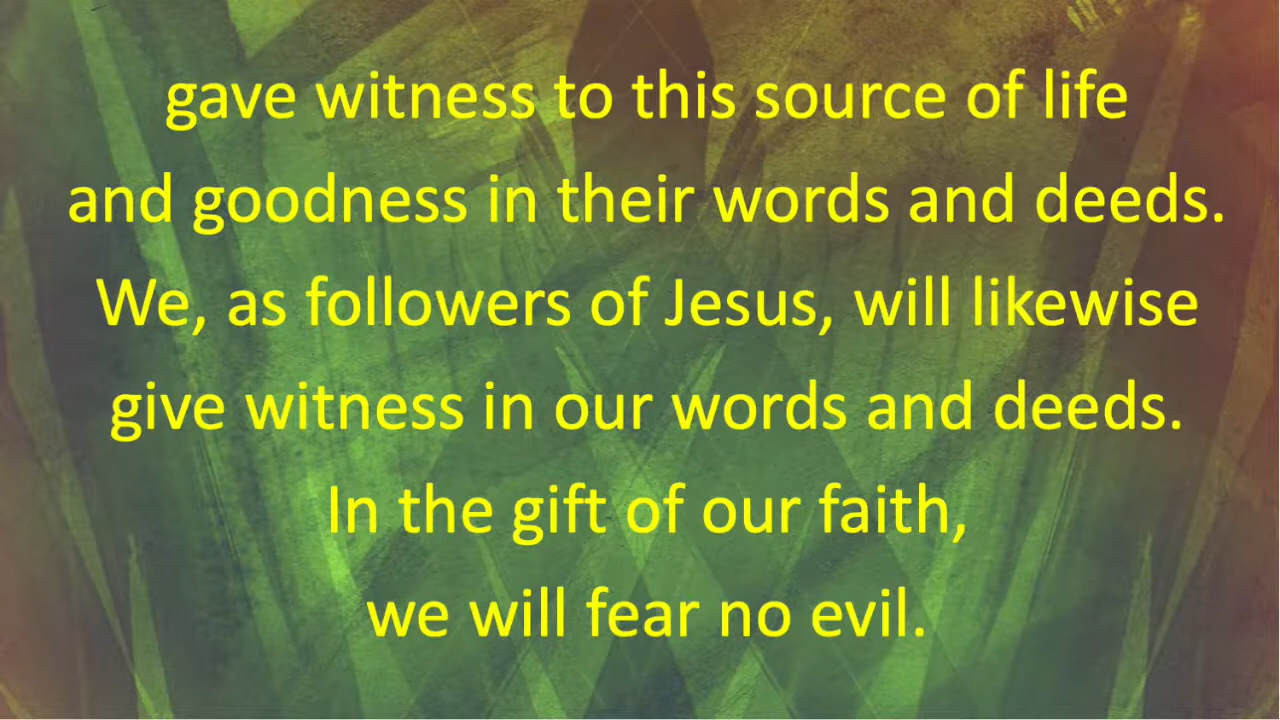 gave witness to this source of life
and goodness in their words and deeds.
We, as followers of Jesus, will likewise
give witness in our words and deeds.
In the gift of our faith,
we will fear no evil.